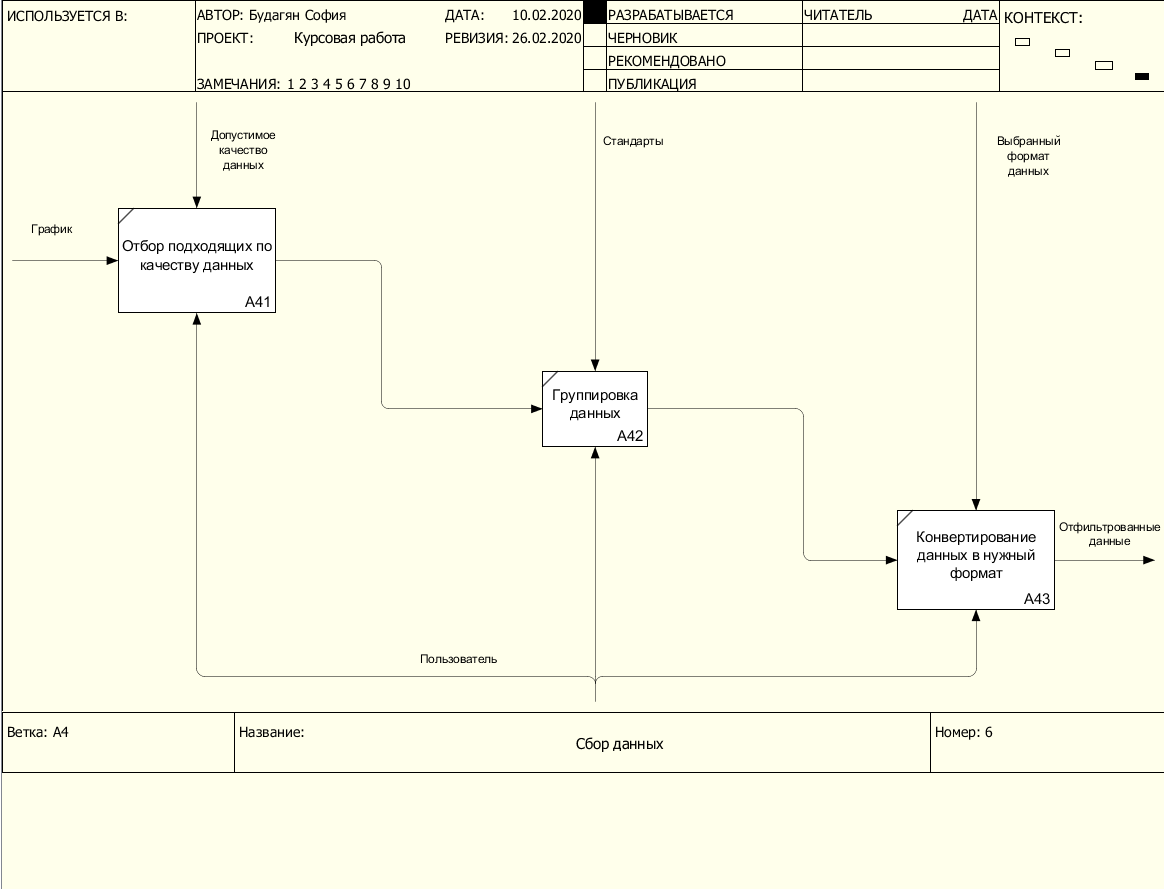 ИСПОЛЬЗУЕТСЯ В:
АВТОР: Будагян София
ДАТА: 10.02.2020
РАЗРАБАТЫВАЕТСЯ
ЧИТАТЕЛЬ
ДАТА
КОНТЕКСТ:
ПРОЕКТ: Курсовая работа
РЕВИЗИЯ: 26.02.2020
ЧЕРНОВИК
РЕКОМЕНДОВАНО
ЗАМЕЧАНИЯ: 1 2 3 4 5 6 7 8 9 10
ПУБЛИКАЦИЯ
Допустимое
качество
данных
Стандарты
Выбранный
формат
данных
График
Отбор подходящих по
качеству данных
A41
Группировка
данных
A42
Конвертирование
данных в нужный
формат
A43
Отфильтрованные
данные
Пользователь
Ветка: A4
Название:
Сбор данных
Номер: 6